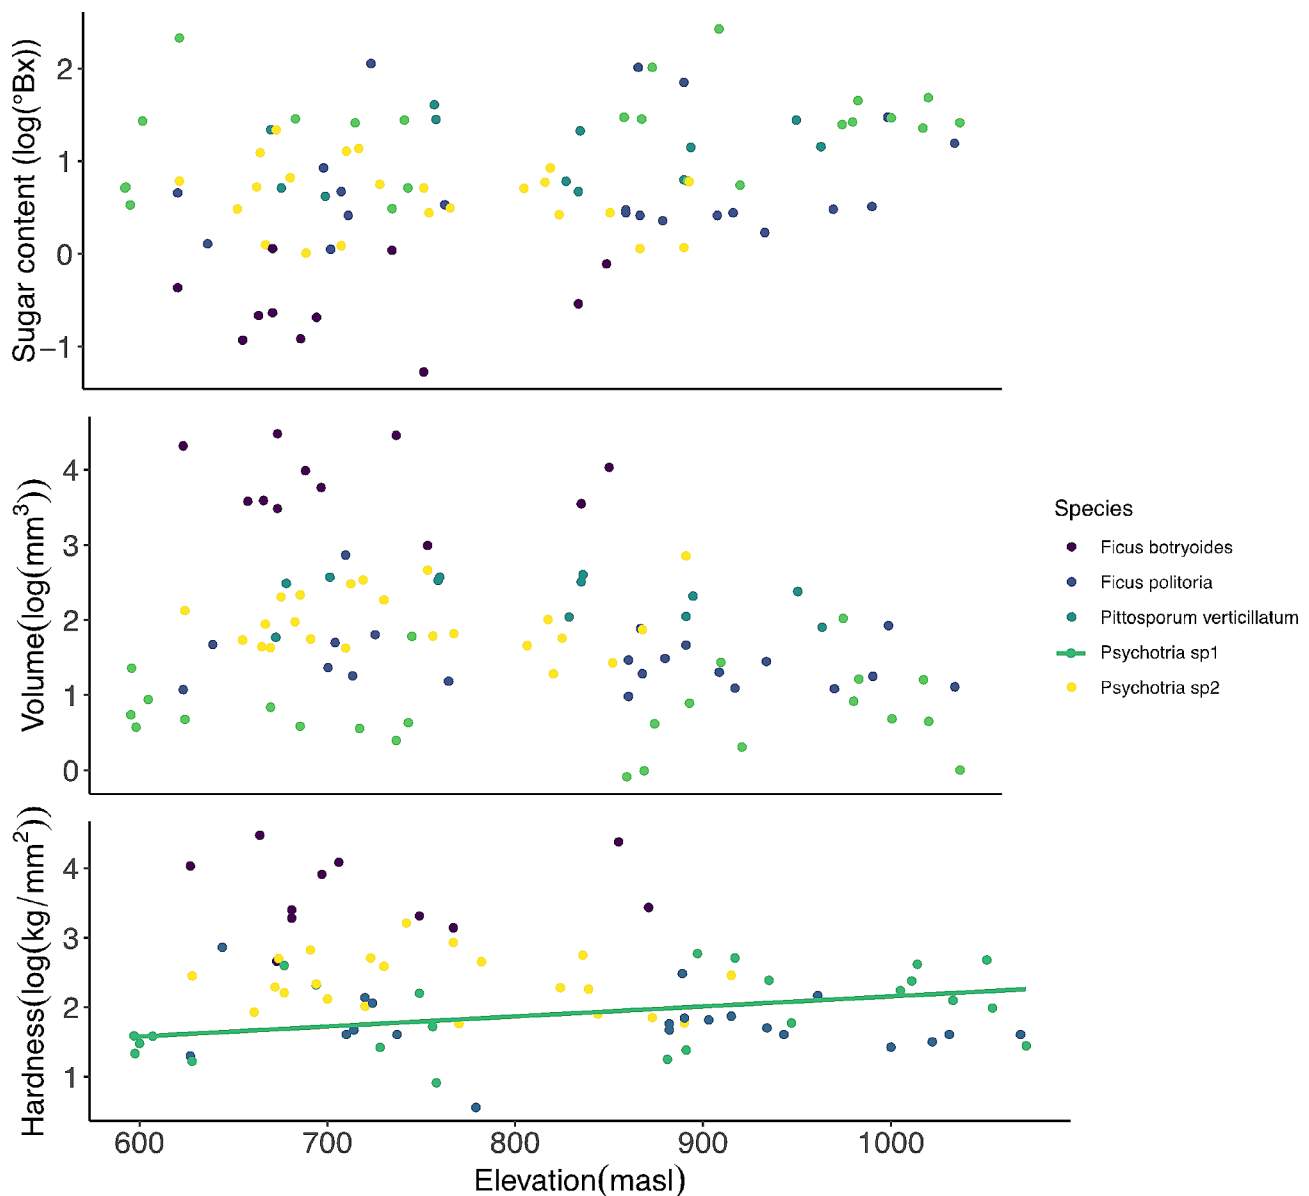 Sugar content (log(°Bx))
2
1
0
−1
Volume(log(mm³))
4
3
2
1
0
Species
Ficus botryoides
Ficus politoria
Pittosporum verticillatum
Psychotria sp1
Psychotria sp2
Hardness(log(kg/mm²))
4
3
2
1
600 700 800 900 1000
Elevation(masl)